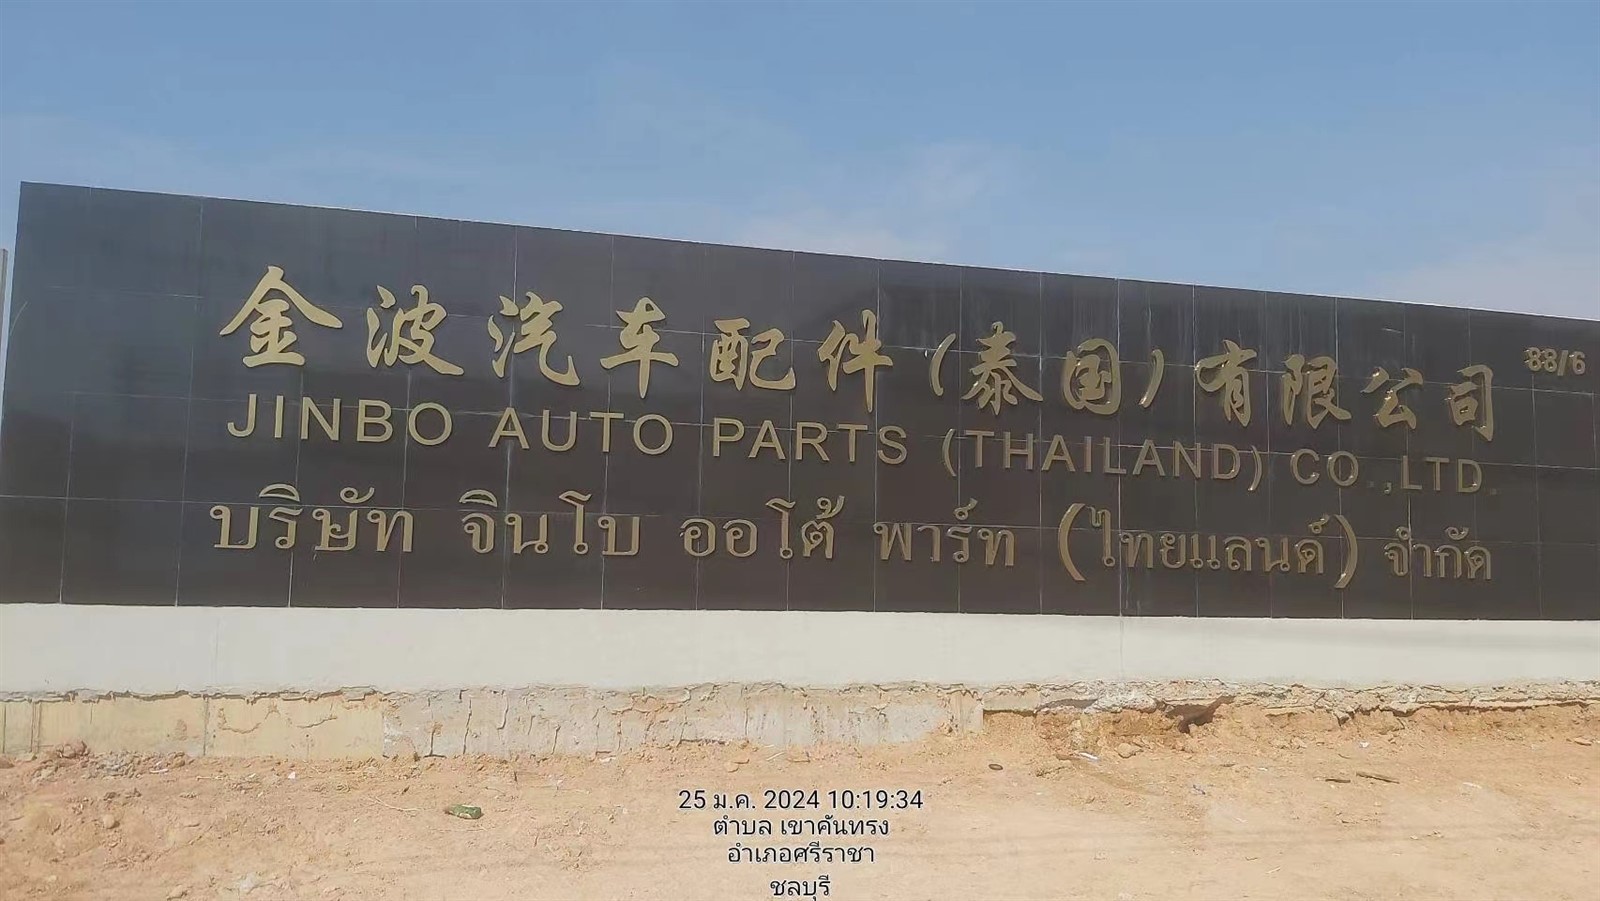 金波汽车配件(泰国)有限公司
88/6
JINBO AUTO PARTS (THAILAND) CO.,LTD.
บริษัท จินโบ ออโต้ พาร์ท (ไทยแลนด์) จำกัด
25 ม.ค. 2024 10:19:34
ตำบล เขาคันทรง
อำเภอศรีราชา
ชลบุรี